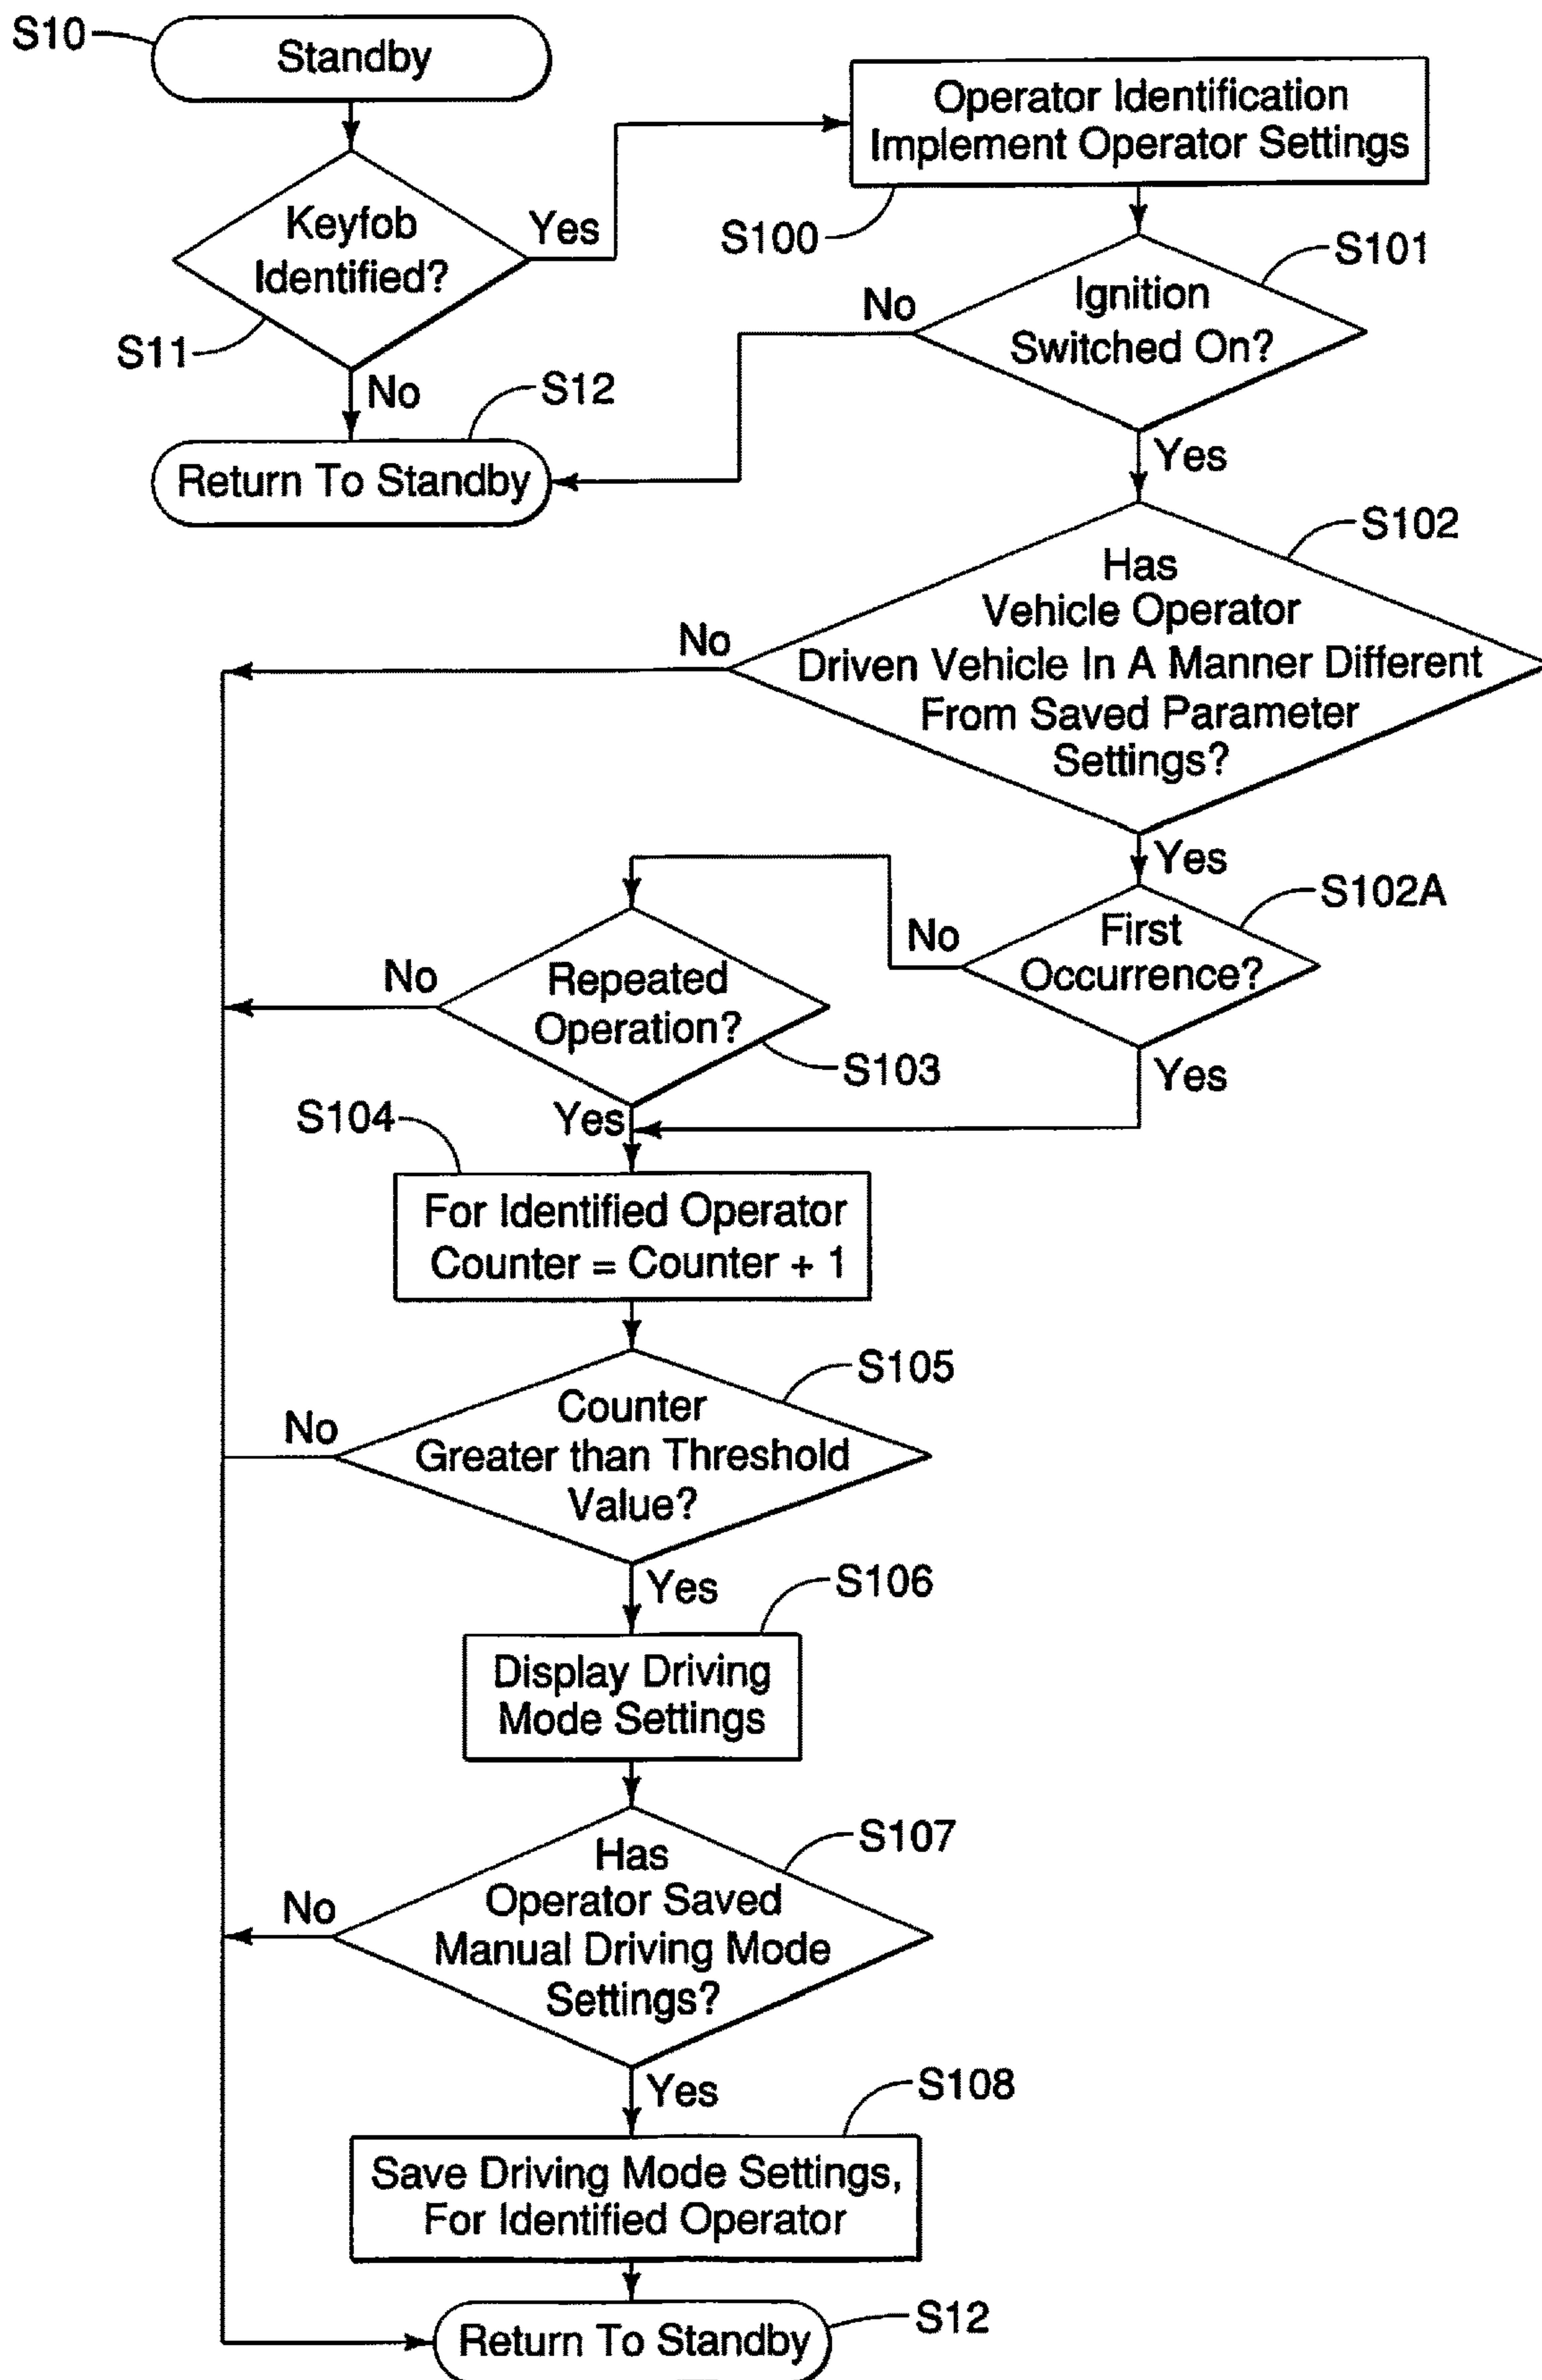 S10
Standby
Keyfob
Identified?
Yes
S11
No
S12
Return To Standby
Operator Identification
Implement Operator Settings
S100
S101
Ignition
Switched On?
No
Yes
S102
Has
Vehicle Operator
Driven Vehicle In A Manner Different
From Saved Parameter
Settings?
No
Yes
S102A
First
Occurrence?
No
Yes
Repeated
Operation?
No
S103
Yes
S104
For Identified Operator
Counter = Counter + 1
S105
Counter
Greater than Threshold
Value?
No
Yes
S106
Display Driving
Mode Settings
S107
Has
Operator Saved
Manual Driving Mode
Settings?
No
Yes
S108
Save Driving Mode Settings,
For Identified Operator
S12
Return To Standby